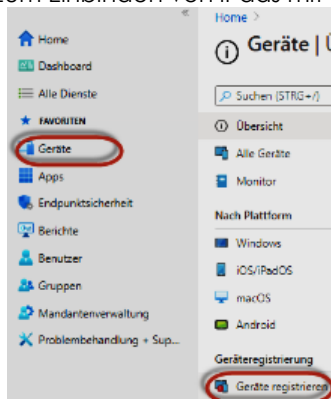 Home
Dashboard
Alle Dienste
FAVORITEN
Geräte
Apps
Endpunktsicherheit
Berichte
Benutzer
Gruppen
Mandantenverwaltung
Problembehandlung + Sup...
Home >
Geräte |
Suchen (STRG+/)
Übersicht
Alle Geräte
Monitor
Nach Plattform
Windows
iOS/iPadOS
macOS
Android
Geräteregistrierung
Geräte registrieren